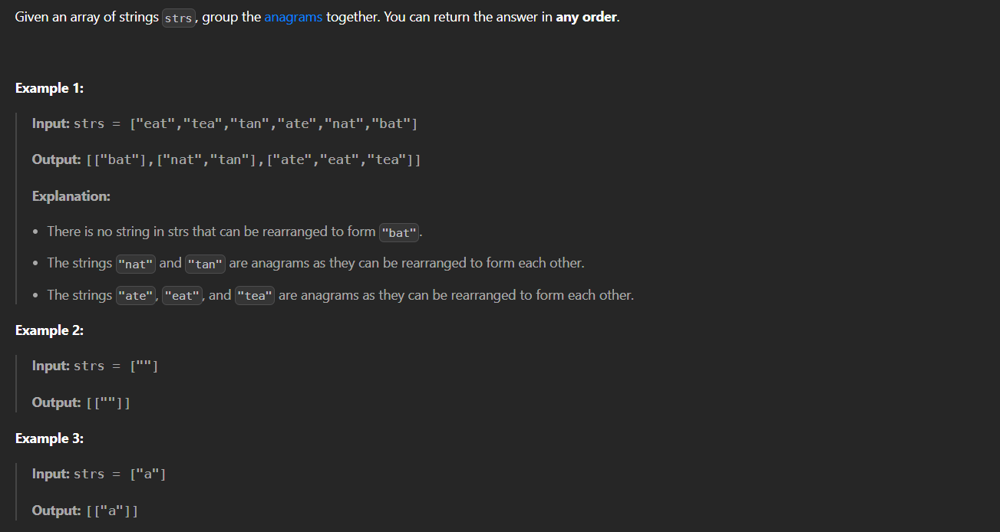 Given an array of strings strs, group the anagrams together. You can return the answer in any order.
Example 1:
Input: strs = ["eat","tea","tan","ate","nat","bat"]
Output: [["bat"],["nat","tan"],["ate","eat","tea"]]
Explanation:
• There is no string in strs that can be rearranged to form "bat".
• The strings "nat" and "tan" are anagrams as they can be rearranged to form each other.
• The strings "ate", "eat", and "tea" are anagrams as they can be rearranged to form each other.
Example 2:
Input: strs = [""]
Output: [[""]]
Example 3:
Input: strs = ["a"]
Output: [["a"]]